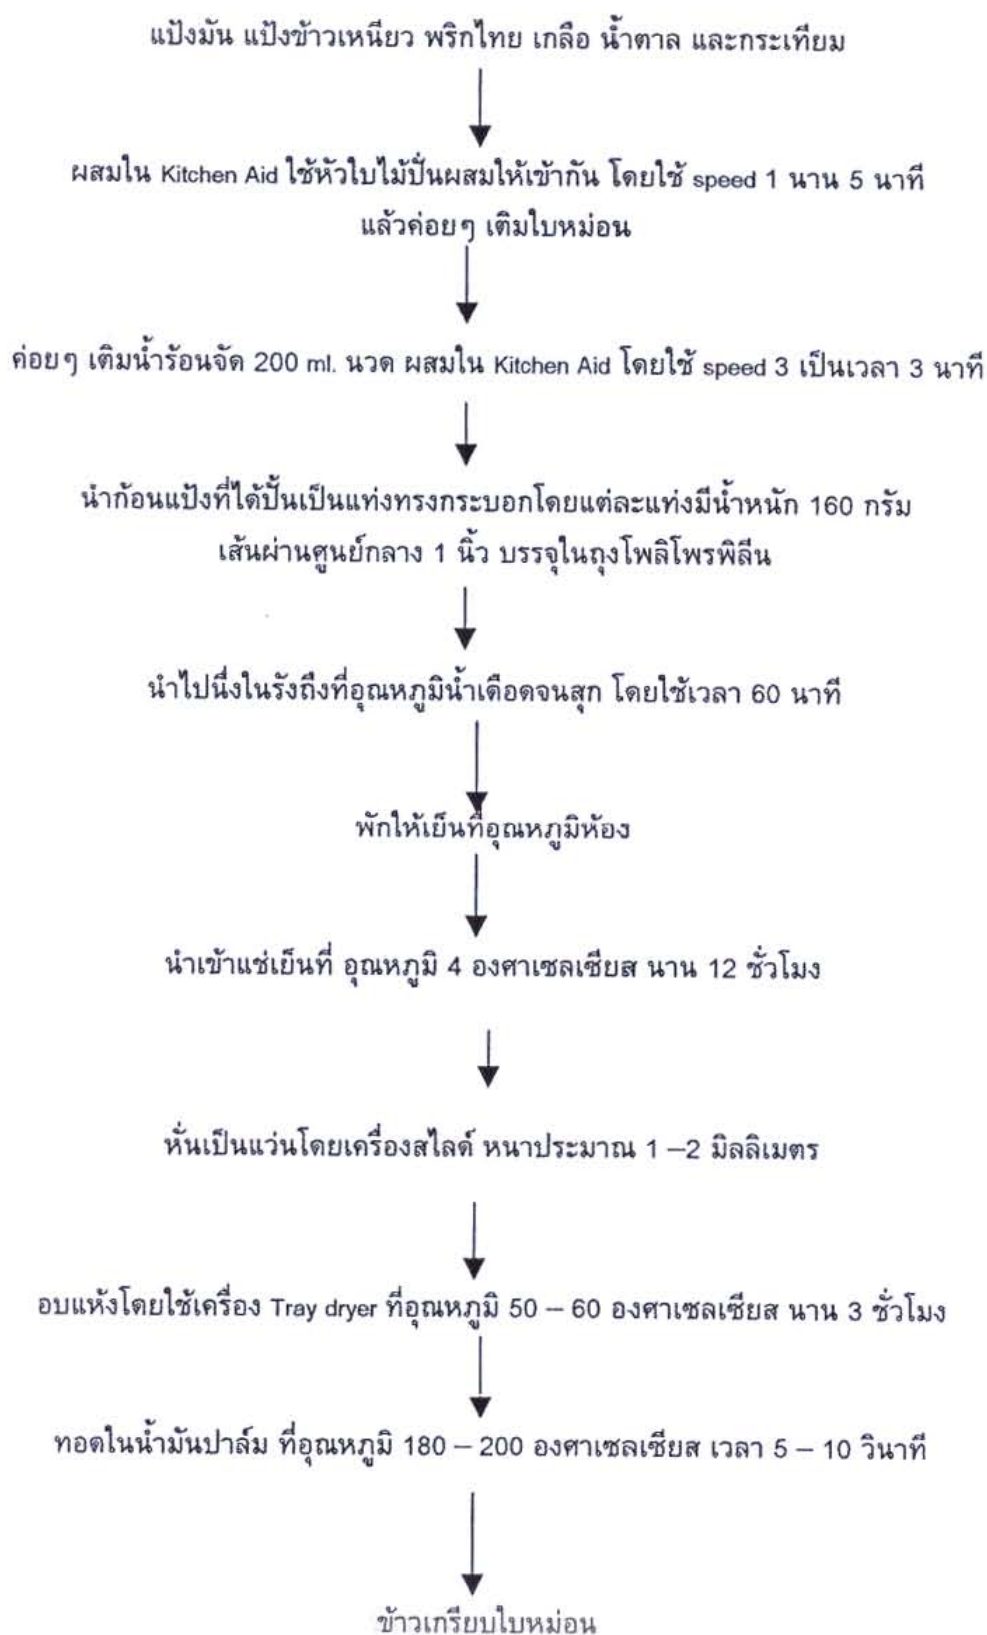 แป้งมัน แป้งข้าวเหนียว พริกไทย เกลือ น้ำตาล และกระเทียม
ผสมใน Kitchen Aid ใช้หัวใบไม้ปั่นผสมให้เข้ากัน โดยใช้ speed 1 นาน 5 นาที
แล้วค่อยๆ เติมใบหม่อน
ค่อยๆ เติมน้ำร้อนจัด 200 ml. นวด ผสมใน Kitchen Aid โดยใช้ speed 3 เป็นเวลา 3 นาที
นำก้อนแป้งที่ได้ปั้นเป็นแท่งทรงกระบอกโดยแต่ละแท่งมีน้ำหนัก 160 กรัม
เส้นผ่านศูนย์กลาง 1 นิ้ว บรรจุในถุงโพลิโพรพิลีน
นำไปนึ่งในรังถึงที่อุณหภูมิน้ำเดือดจนสุก โดยใช้เวลา 60 นาที
พักให้เย็นที่อุณหภูมิห้อง
นำเข้าแช่เย็นที่ อุณหภูมิ 4 องศาเซลเซียส นาน 12 ชั่วโมง
หั่นเป็นแว่นโดยเครื่องสไลด์ หนาประมาณ 1 –2 มิลลิเมตร
อบแห้งโดยใช้เครื่อง Tray dryer ที่อุณหภูมิ 50 – 60 องศาเซลเซียส นาน 3 ชั่วโมง
ทอดในน้ำมันปาล์ม ที่อุณหภูมิ 180 – 200 องศาเซลเซียส เวลา 5 – 10 วินาที
ข้าวเกรียบใบหม่อน